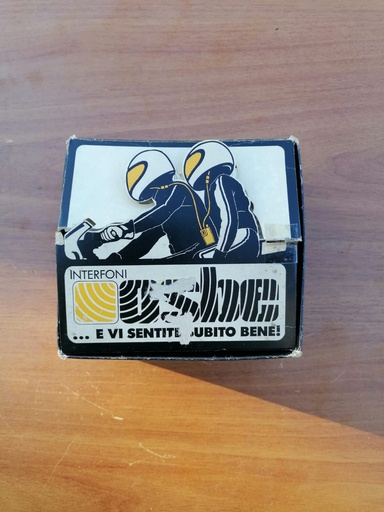 INTERFONI
... E VI SENTITE SUBITO BENE!